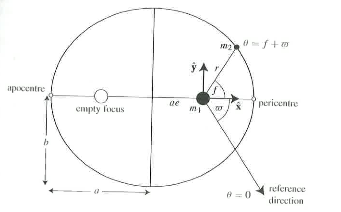 m₂
θ = f + ϖ
ŷ
r
apocentre
f
empty focus
ae
m₁
ϖ
x̂
pericentre
b
a
θ = 0
reference
direction